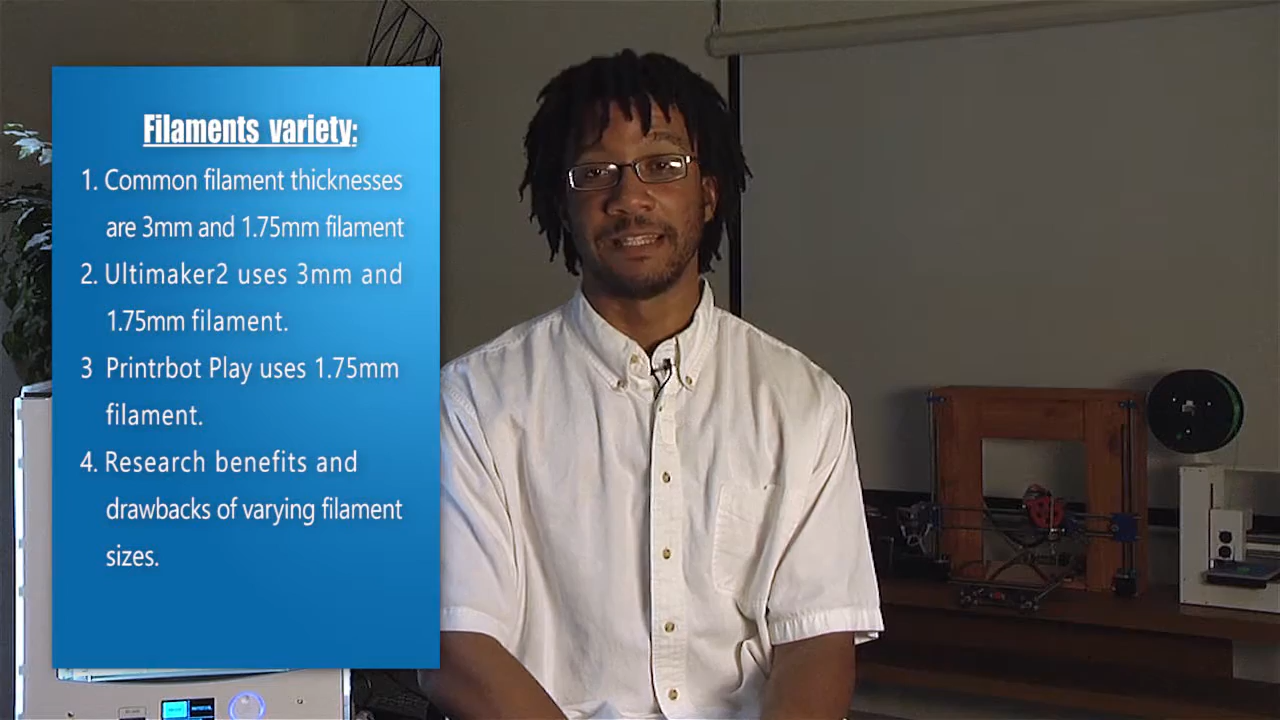 Filaments variety:
1. Common filament thicknesses
are 3mm and 1.75mm filament
2. Ultimaker2 uses 3mm and
1.75mm filament.
3 Printrbot Play uses 1.75mm
filament.
4. Research benefits and
drawbacks of varying filament
sizes.